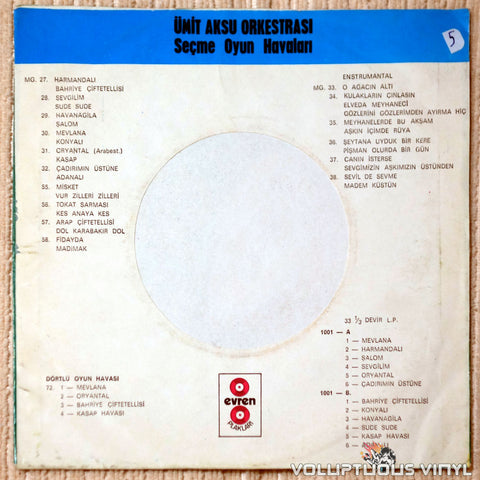 ÜMİT AKSU ORKESTRASI
Seçme Oyun Havaları
5
MG. 27. HARMANDALI
BAHRİYE ÇİFTETELLİSİ
28. SEVGİLİM
SUDE SUDE
29. HAVANAGİLA
ŞALOM
30. MEVLANA
KONYALI
31. ORYANTAL (Arabest.)
KASAP
32. ÇADIRIMIN ÜSTÜNE
ADANALI
55. MİSKET
VUR ZİLLERİ ZİLLERİ
56. TOKAT SARMASI
KES ANAYA KES
57. ARAP ÇİFTETELLİSİ
DOL KARABAKIR DOL
58. FİDAYDA
MADIMAK
ENSTRUMANTAL
MG. 33. O AĞACIN ALTI
34. KULAKLARIN ÇINLASIN
ELVEDA MEYHANECİ
GÖZLERİNİ GÖZLERİMDEN AYIRMA HİÇ
35. MEYHANELERDE BU AKŞAM
AŞKIN İÇİMDE RÜYA
36. ŞEYTANA UYDUK BİR KERE
PİŞMAN OLURDA BİR GÜN
37. CANIN İSTERSE
SEVGİMİZİN AŞKIMIZIN ÜSTÜNDEN
38. SEVİL DE SEVME
MADEM KÜSTÜN
DÖRTLÜ OYUN HAVASI
72. 1 — MEVLANA
2 — ORYANTAL
3 — BAHRİYE ÇİFTETELLİSİ
4 — KASAP HAVASI
evren
PLAKLARI
33 1/3 DEVİR L.P.
1001 — A
1 — MEVLANA
2 — HARMANDALI
3 — ŞALOM
4 — SEVGİLİM
5 — ORYANTAL
6 — ÇADIRIMIN ÜSTÜNE
1001 — B.
1 — BAHRİYE ÇİFTETELLİSİ
2 — KONYALI
3 — HAVANAGİLA
4 — SUDE SUDE
5 — KASAP HAVASI
6 — ADANALI
VOLUPTUOUS VINYL